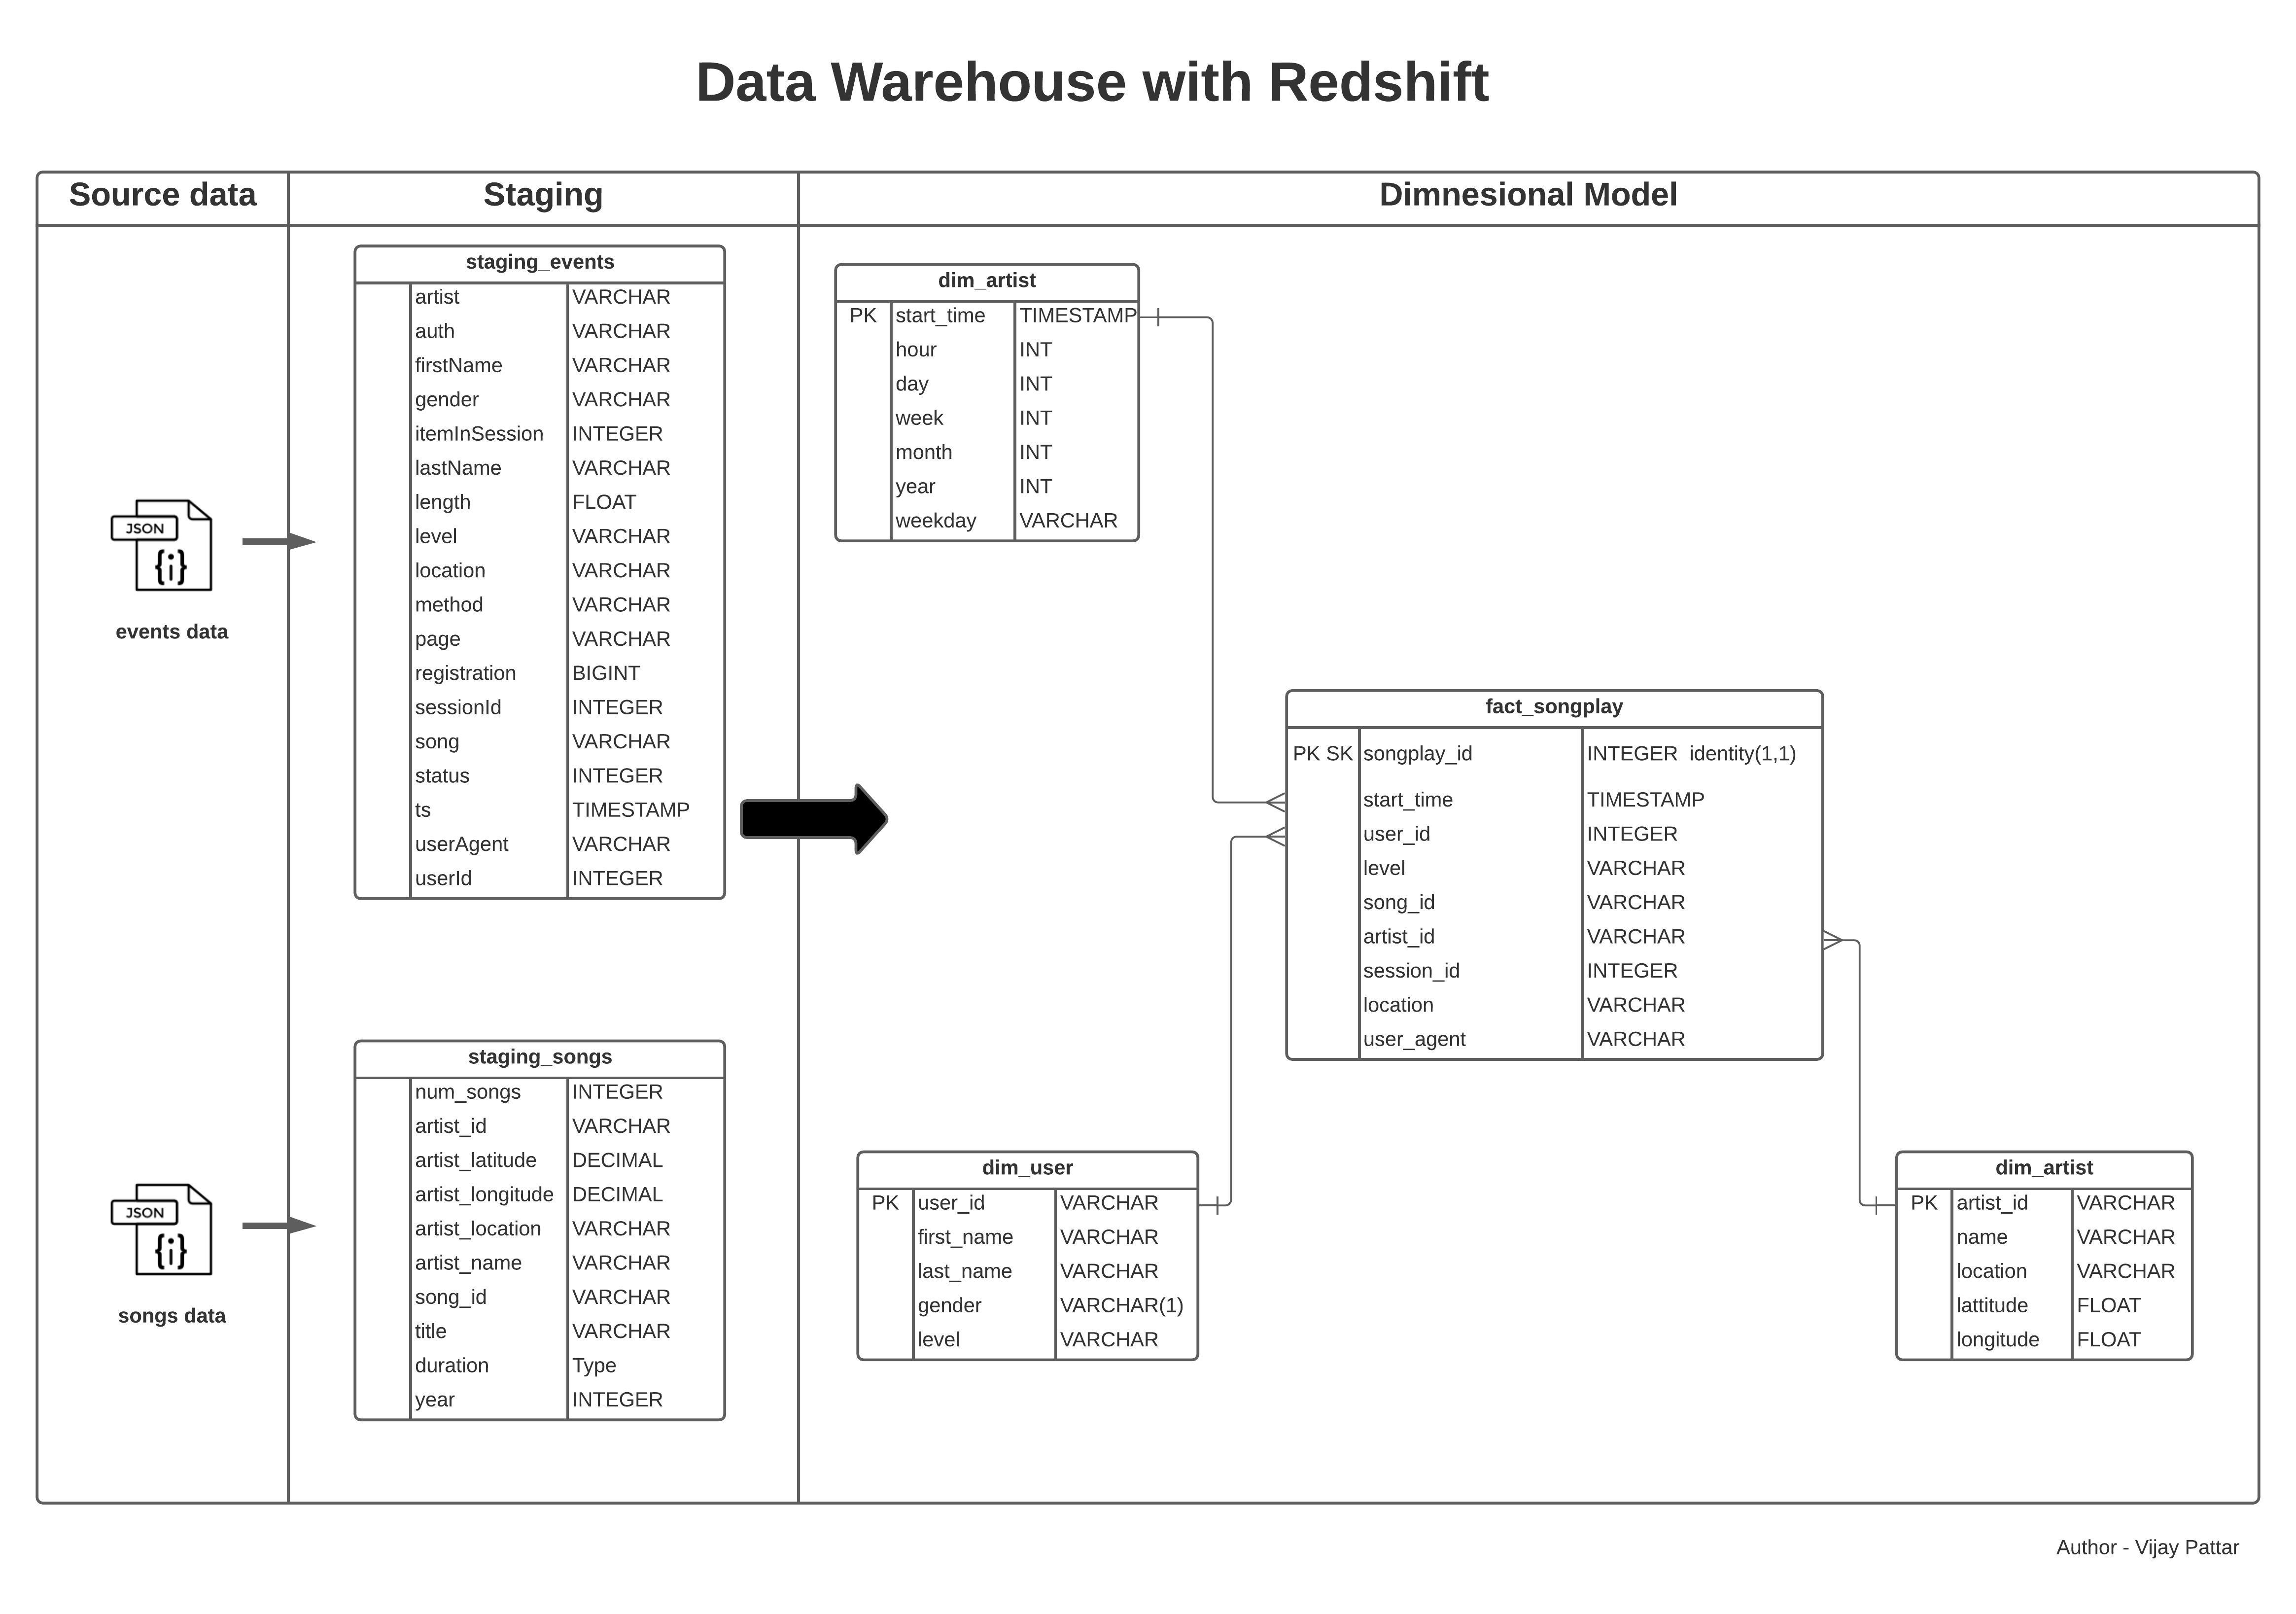 Data Warehouse with Redshift
Source data
Staging
Dimnesional Model
JSON
{i}
events data
JSON
{i}
songs data
staging_events
artist VARCHAR
auth VARCHAR
firstName VARCHAR
gender VARCHAR
itemInSession INTEGER
lastName VARCHAR
length FLOAT
level VARCHAR
location VARCHAR
method VARCHAR
page VARCHAR
registration BIGINT
sessionId INTEGER
song VARCHAR
status INTEGER
ts TIMESTAMP
userAgent VARCHAR
userId INTEGER
staging_songs
num_songs INTEGER
artist_id VARCHAR
artist_latitude DECIMAL
artist_longitude DECIMAL
artist_location VARCHAR
artist_name VARCHAR
song_id VARCHAR
title VARCHAR
duration Type
year INTEGER
dim_artist
PK start_time TIMESTAMP
hour INT
day INT
week INT
month INT
year INT
weekday VARCHAR
fact_songplay
PK SK songplay_id INTEGER identity(1,1)
start_time TIMESTAMP
user_id INTEGER
level VARCHAR
song_id VARCHAR
artist_id VARCHAR
session_id INTEGER
location VARCHAR
user_agent VARCHAR
dim_user
PK user_id VARCHAR
first_name VARCHAR
last_name VARCHAR
gender VARCHAR(1)
level VARCHAR
dim_artist
PK artist_id VARCHAR
name VARCHAR
location VARCHAR
lattitude FLOAT
longitude FLOAT
Author - Vijay Pattar